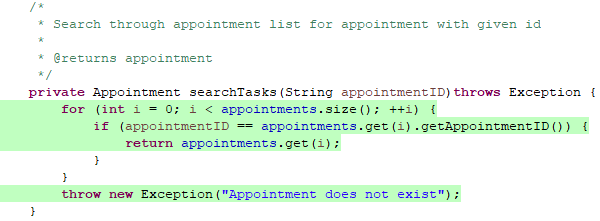 /*
 * Search through appointment list for appointment with given id
 *
 * @returns appointment
 */
private Appointment searchTasks(String appointmentID)throws Exception {
    for (int i = 0; i < appointments.size(); ++i) {
        if (appointmentID == appointments.get(i).getAppointmentID()) {
            return appointments.get(i);
        }
    }
    throw new Exception("Appointment does not exist");
}